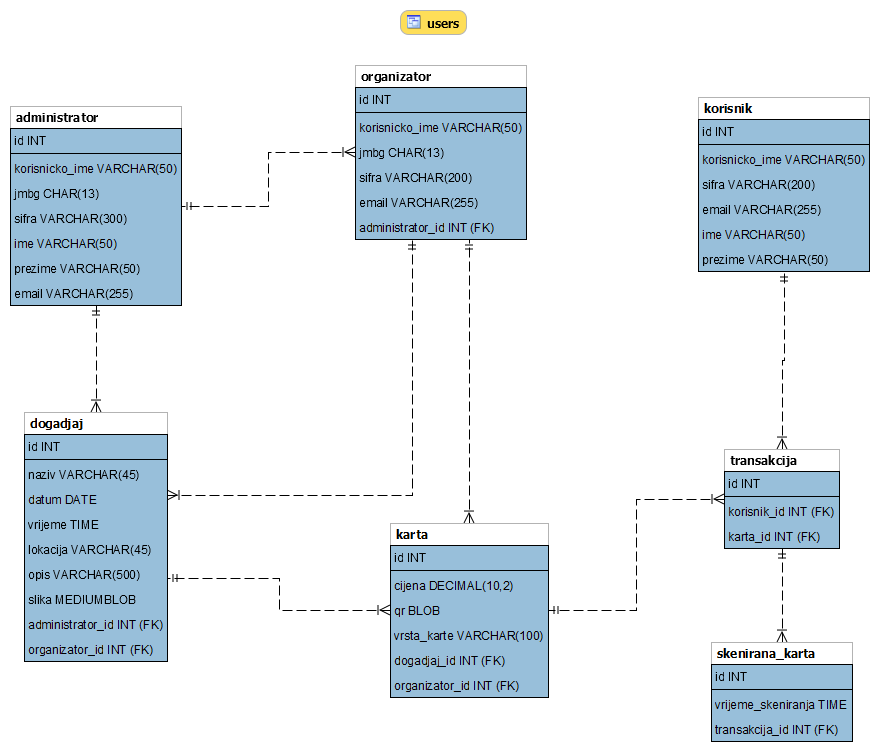 users
administrator
id INT
korisnicko_ime VARCHAR(50)
jmbg CHAR(13)
sifra VARCHAR(300)
ime VARCHAR(50)
prezime VARCHAR(50)
email VARCHAR(255)
organizator
id INT
korisnicko_ime VARCHAR(50)
jmbg CHAR(13)
sifra VARCHAR(200)
email VARCHAR(255)
administrator_id INT (FK)
korisnik
id INT
korisnicko_ime VARCHAR(50)
sifra VARCHAR(200)
email VARCHAR(255)
ime VARCHAR(50)
prezime VARCHAR(50)
dogadjaj
id INT
naziv VARCHAR(45)
datum DATE
vrijeme TIME
lokacija VARCHAR(45)
opis VARCHAR(500)
slika MEDIUMBLOB
administrator_id INT (FK)
organizator_id INT (FK)
karta
id INT
cijena DECIMAL(10,2)
qr BLOB
vrsta_karte VARCHAR(100)
dogadjaj_id INT (FK)
organizator_id INT (FK)
transakcija
id INT
korisnik_id INT (FK)
karta_id INT (FK)
skenirana_karta
id INT
vrijeme_skeniranja TIME
transakcija_id INT (FK)